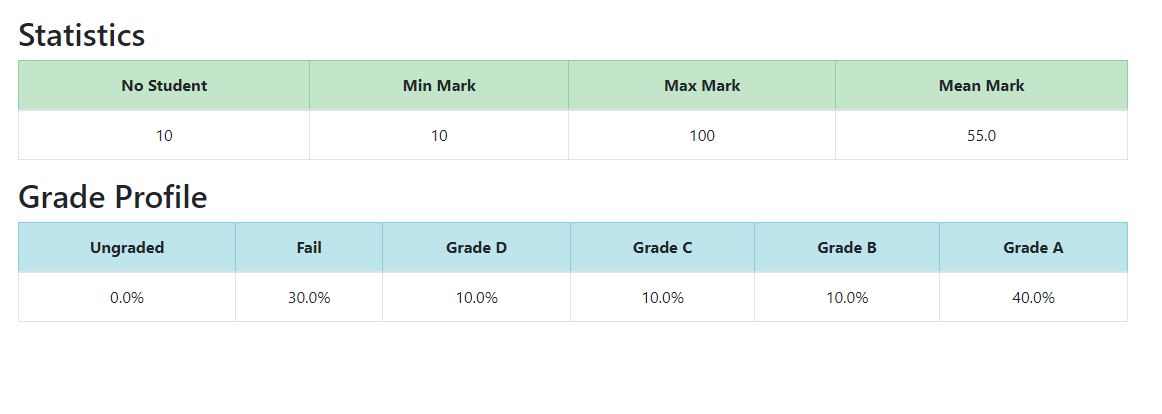 Statistics
No Student Min Mark Max Mark Mean Mark
10 10 100 55.0
Grade Profile
Ungraded Fail Grade D Grade C Grade B Grade A
0.0% 30.0% 10.0% 10.0% 10.0% 40.0%